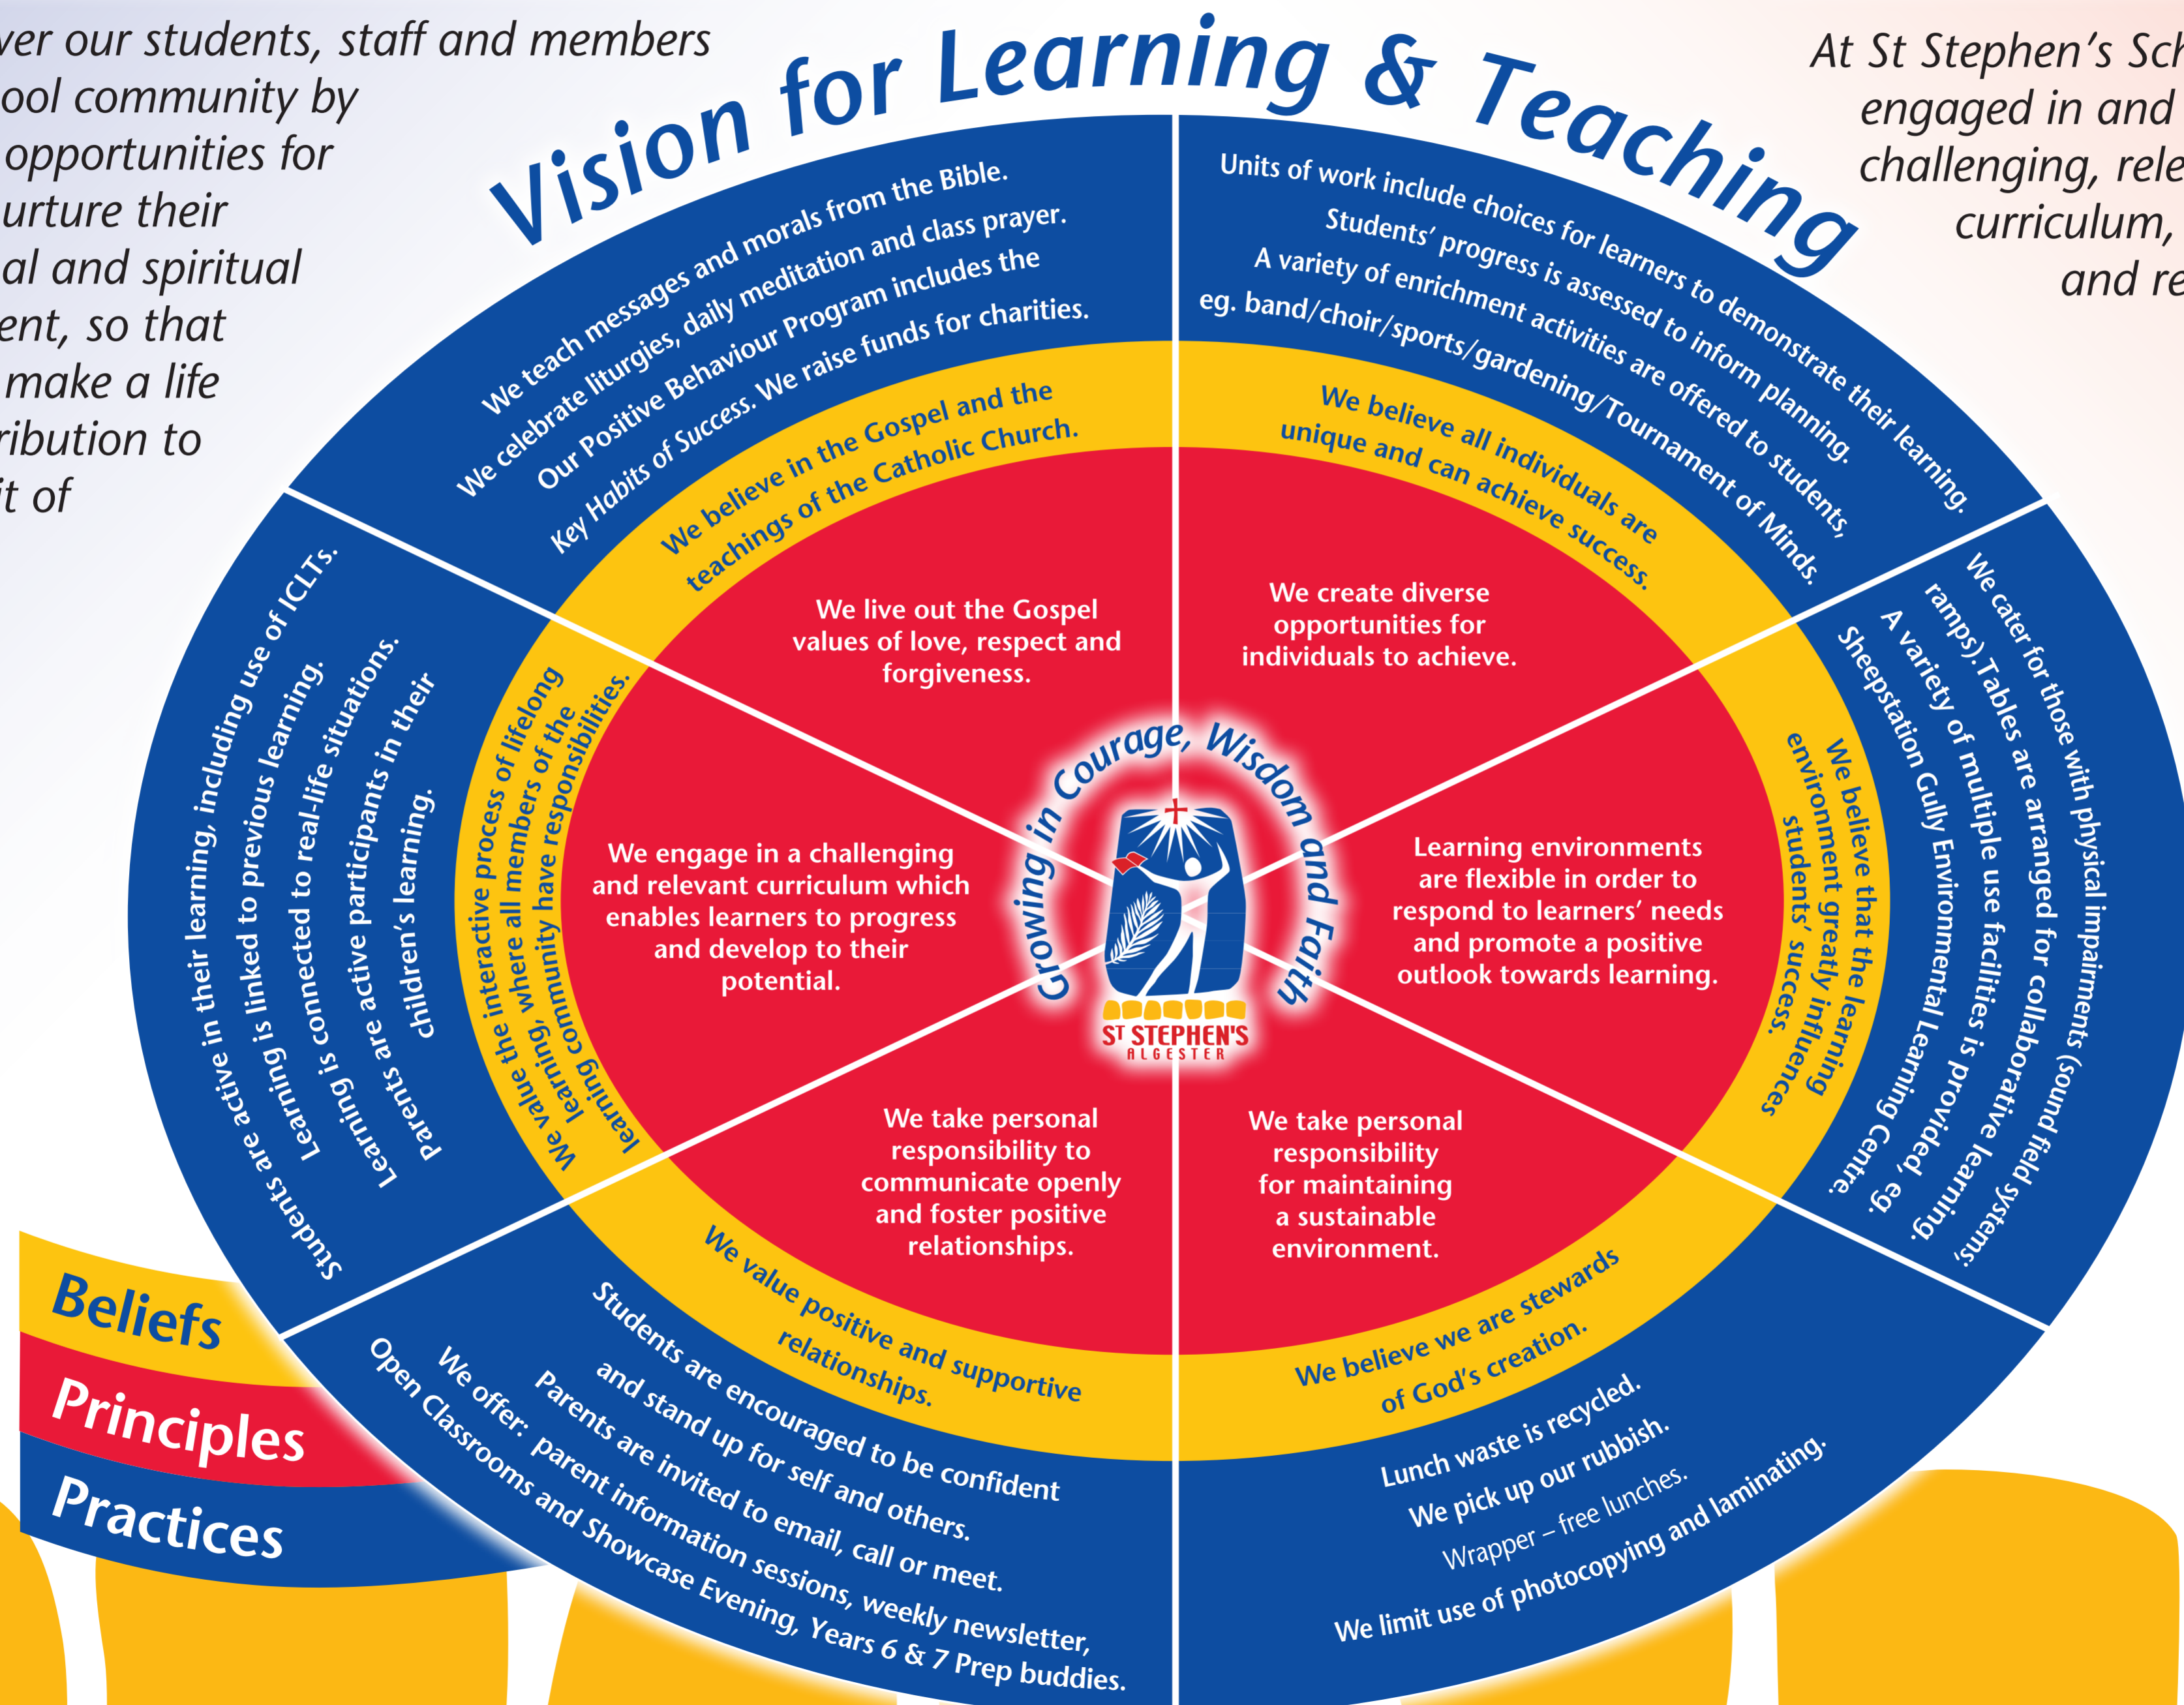 ver our students, staff and members
ool community by
opportunities for
urture their
al and spiritual
ent, so that
make a life
ribution to
it of
Vision for Learning & Teaching
At St Stephen's Sch
engaged in and
challenging, rele
curriculum,
and re
We teach messages and morals from the Bible.
We celebrate liturgies, daily meditation and class prayer.
Our Positive Behaviour Program includes the
Key Habits of Success. We raise funds for charities.
We believe in the Gospel and the
teachings of the Catholic Church.
We live out the Gospel
values of love, respect and
forgiveness.
Units of work include choices for learners to demonstrate their learning.
Students' progress is assessed to inform planning.
A variety of enrichment activities are offered to students,
eg. band/choir/sports/gardening/Tournament of Minds.
We believe all individuals are
unique and can achieve success.
We create diverse
opportunities for
individuals to achieve.
We cater for those with physical impairments (sound field systems;
ramps). Tables are arranged for collaborative learning.
A variety of multiple use facilities is provided, eg.
Sheepstation Gully Environmental Learning Centre.
We believe that the learning
environment greatly influences
students' success.
Learning environments
are flexible in order to
respond to learners' needs
and promote a positive
outlook towards learning.
Students are active in their learning, including use of ICLTs.
Learning is linked to previous learning.
Learning is connected to real-life situations.
Parents are active participants in their
children's learning.
We value the interactive process of lifelong
learning, where all members of the
learning community have responsibilities.
We engage in a challenging
and relevant curriculum which
enables learners to progress
and develop to their
potential.
Growing in Courage, Wisdom and Faith
ST STEPHEN'S
ALGESTER
We take personal
responsibility to
communicate openly
and foster positive
relationships.
We value positive and supportive
relationships.
Students are encouraged to be confident
and stand up for self and others.
Parents are invited to email, call or meet.
We offer: parent information sessions, weekly newsletter,
Open Classrooms and Showcase Evening, Years 6 & 7 Prep buddies.
We take personal
responsibility
for maintaining
a sustainable
environment.
We believe we are stewards
of God's creation.
Lunch waste is recycled.
We pick up our rubbish.
Wrapper – free lunches.
We limit use of photocopying and laminating.
Beliefs
Principles
Practices